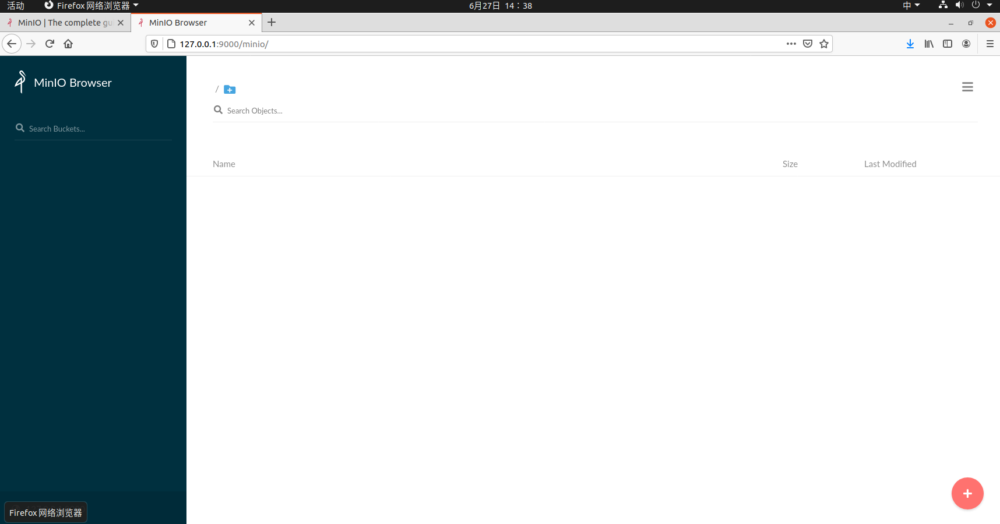 活动 Firefox 网络浏览器 6月27日 14：38 中
MinIO | The complete gu MinIO Browser
127.0.0.1:9000/minio/
MinIO Browser
/
Search Objects...
Search Buckets...
Name Size Last Modified
Firefox 网络浏览器